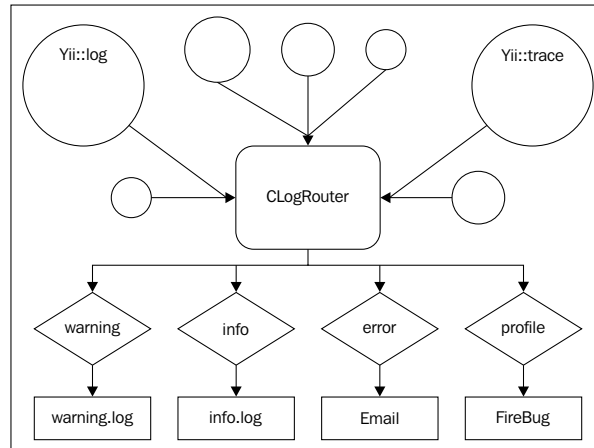 Yii::log
Yii::trace
CLogRouter
warning
info
error
profile
warning.log
info.log
Email
FireBug